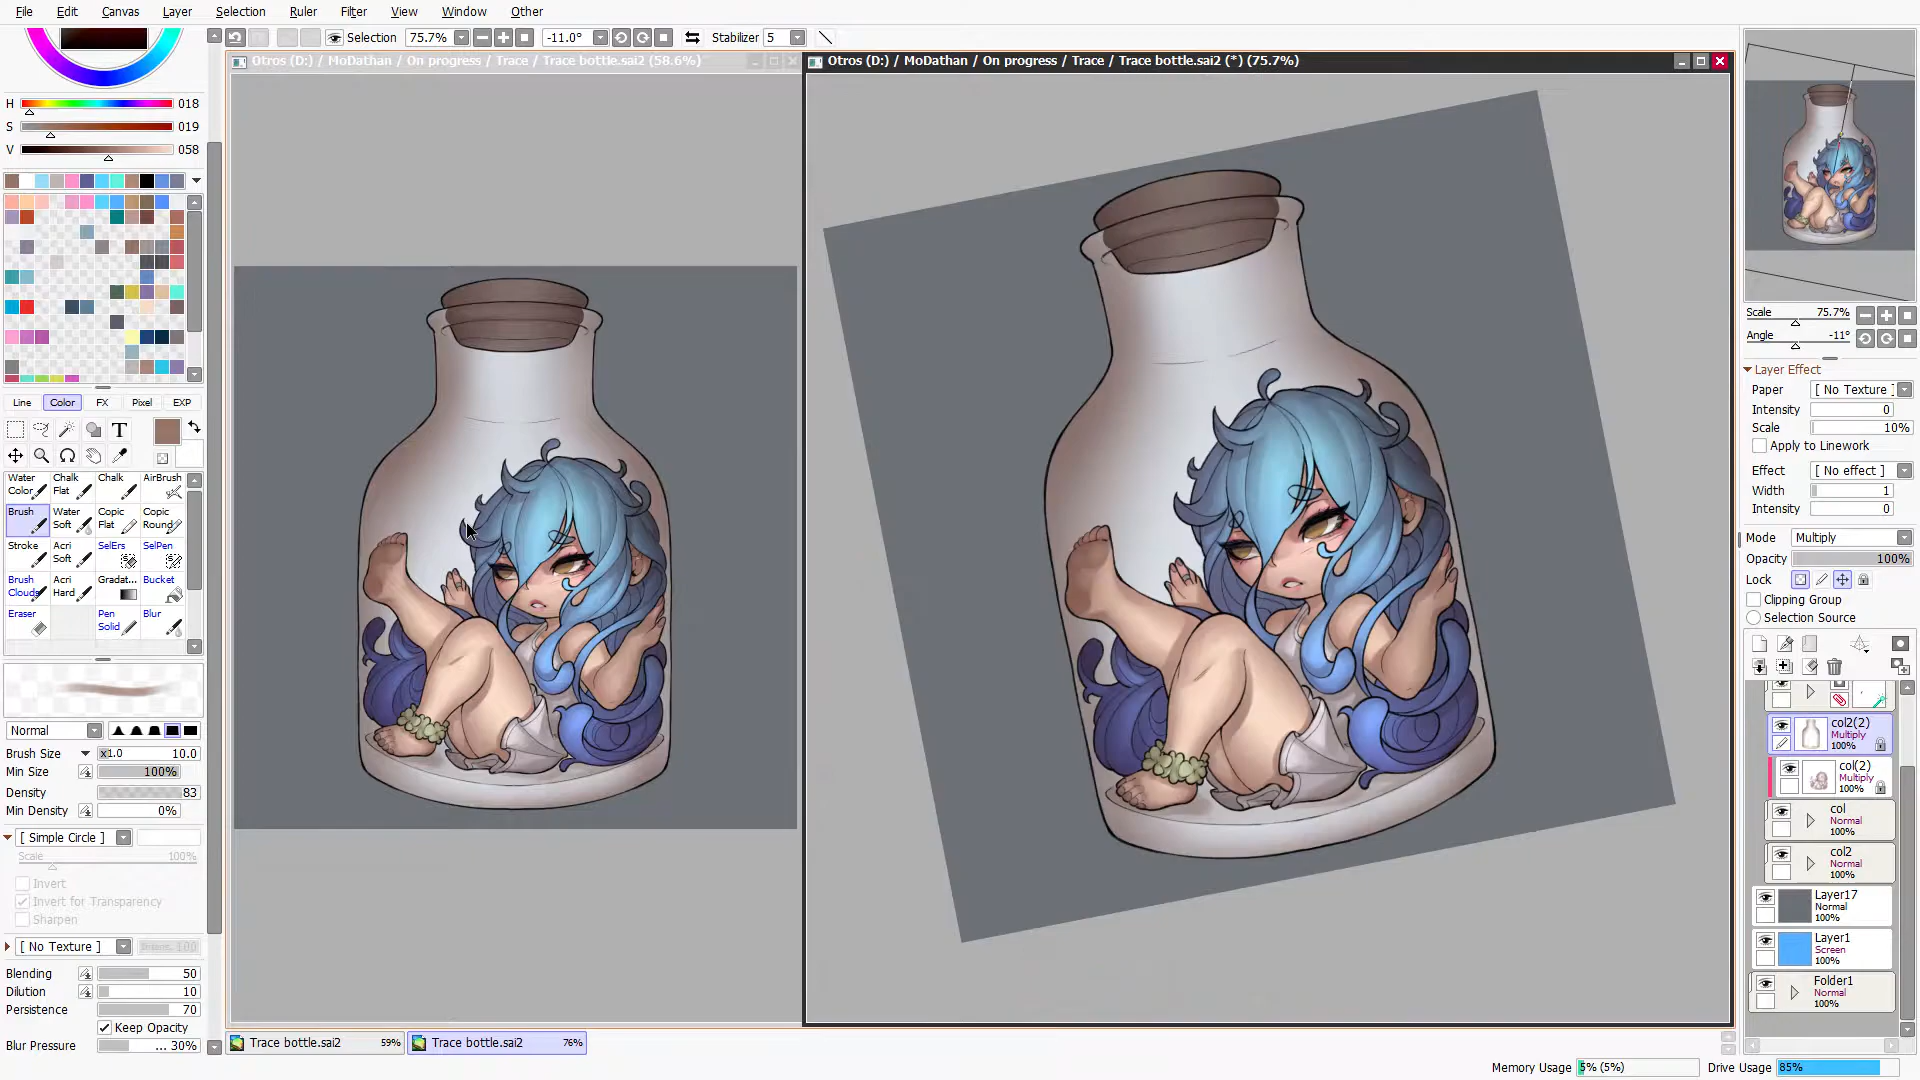 File Edit Canvas Layer Selection Ruler Filter View Window Other
Selection 75.7% -11.0° Stabilizer 5
Otros (D:) / MoDathan / On progress / Trace / Trace bottle.sai2 (58.6%)
Otros (D:) / MoDathan / On progress / Trace / Trace bottle.sai2 (*) (75.7%)
H 018
S 019
V 058
Line Color FX Pixel EXP
T
Water Color
Chalk Flat
Chalk
AirBrush
Brush
Water Soft
Copic Flat
Copic Round
Stroke
Acri Soft
SelErs
SelPen
Brush Clouds
Acri Hard
Gradat...
Bucket
Eraser
Pen Solid
Blur
Normal
Brush Size x1.0 10.0
Min Size 100%
Density 83
Min Density 0%
[ Simple Circle ]
Scale 100%
Invert
Invert for Transparency
Sharpen
[ No Texture ]
Blending 50
Dilution 10
Persistence 70
Keep Opacity
Blur Pressure ... 30%
Trace bottle.sai2 59%
Trace bottle.sai2 76%
Scale 75.7%
Angle -11°
Layer Effect
Paper [ No Texture ]
Intensity 0
Scale 10%
Apply to Linework
Effect [ No effect ]
Width 1
Intensity 0
Mode Multiply
Opacity 100%
Lock
Clipping Group
Selection Source
col2(2)
Multiply
100%
col(2)
Multiply
100%
col
Normal
100%
col2
Normal
100%
Layer17
Normal
100%
Layer1
Screen
100%
Folder1
Normal
100%
Memory Usage 5% (5%) Drive Usage 85%